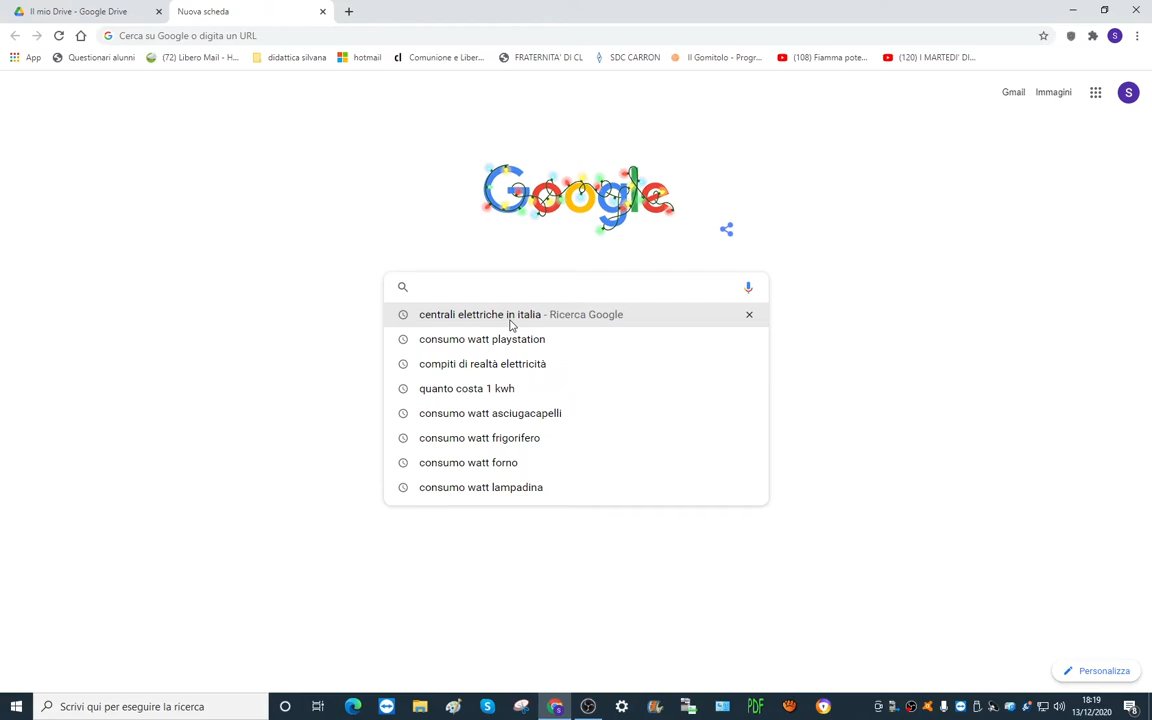 Il mio Drive - Google Drive
Nuova scheda
Cerca su Google o digita un URL
S
App
Questionari alunni
(72) Libero Mail - H...
didattica silvana
hotmail
cl Comunione e Liber...
FRATERNITA' DI CL
SDC CARRON
Il Gomitolo - Progr...
(108) Fiamma pote...
(120) I MARTEDI' DI...
Gmail
Immagini
S
Google
centrali elettriche in italia - Ricerca Google
consumo watt playstation
compiti di realtà elettricità
quanto costa 1 kwh
consumo watt asciugacapelli
consumo watt frigorifero
consumo watt forno
consumo watt lampadina
Personalizza
Scrivi qui per eseguire la ricerca
PDF
18:19
13/12/2020